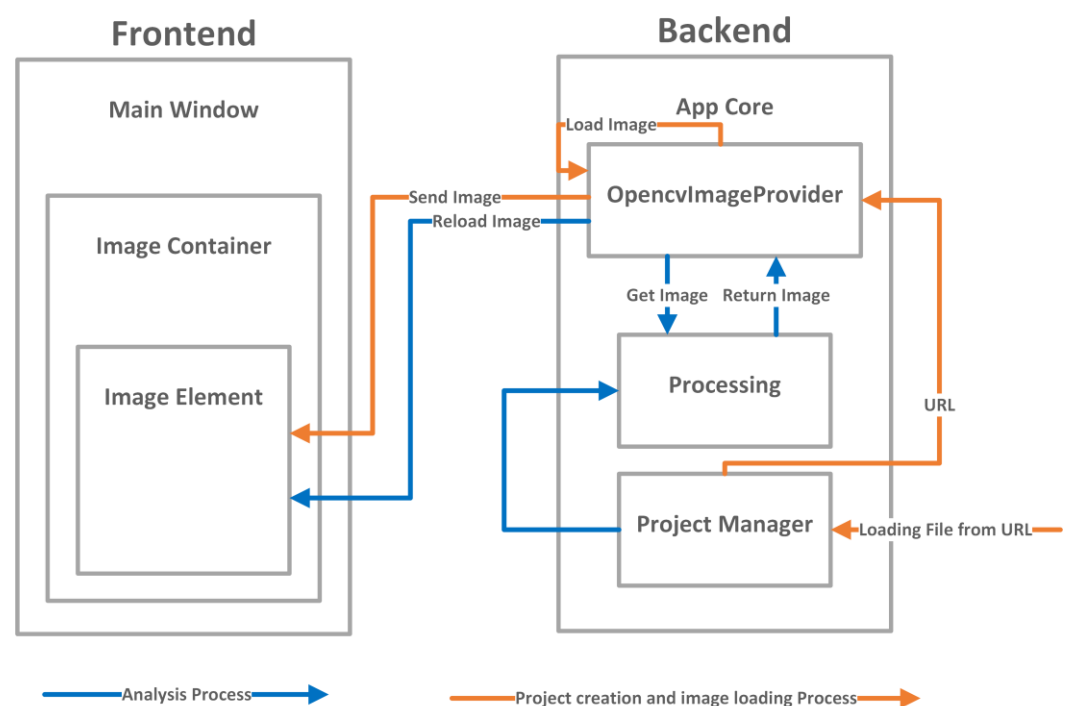 Frontend
Backend
Main Window
App Core
Load Image
OpencvImageProvider
Send Image
Reload Image
Image Container
Get Image
Return Image
Image Element
Processing
URL
Project Manager
Loading File from URL
Analysis Process
Project creation and image loading Process